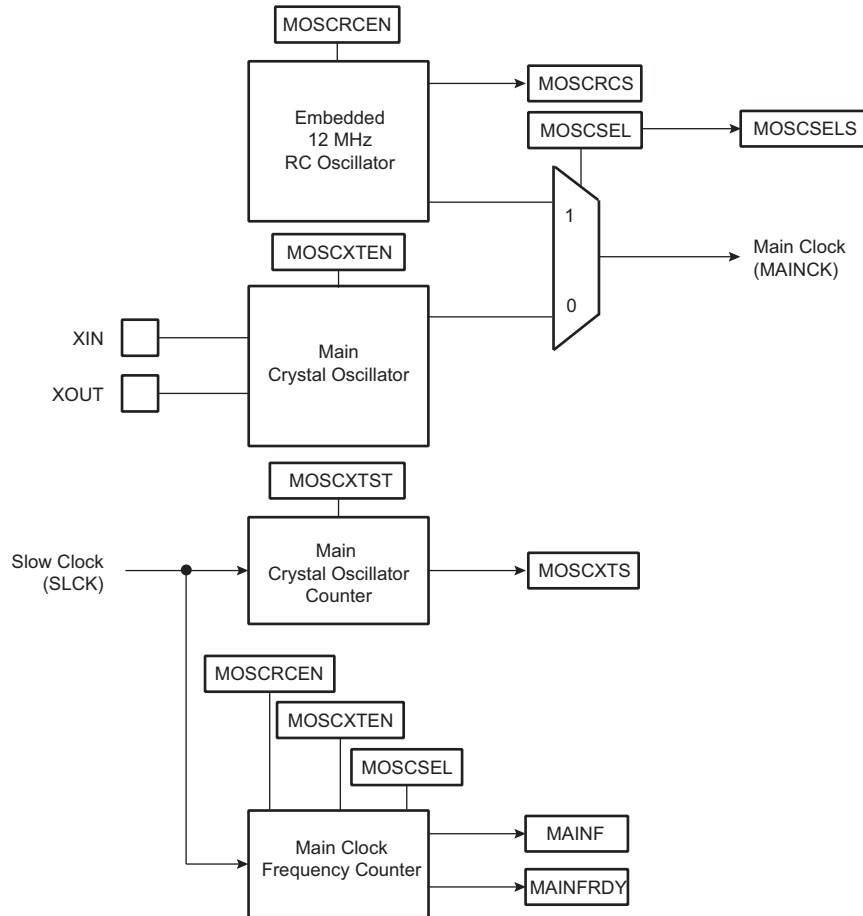 MOSCRCEN
Embedded
12 MHz
RC Oscillator
MOSCRCS
MOSCSEL
MOSCSELS
1
0
Main Clock
(MAINCK)
MOSCXTEN
XIN
XOUT
Main
Crystal Oscillator
MOSCXTST
Slow Clock
(SLCK)
Main
Crystal Oscillator
Counter
MOSCXTS
MOSCRCEN
MOSCXTEN
MOSCSEL
Main Clock
Frequency Counter
MAINF
MAINFRDY